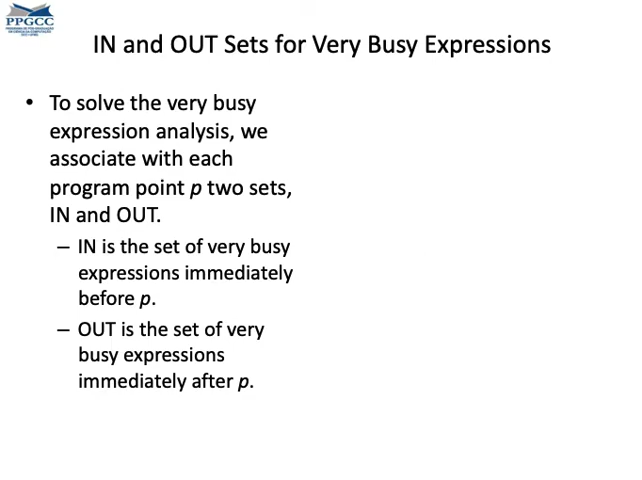 PPGCC
IN and OUT Sets for Very Busy Expressions
• To solve the very busy
expression analysis, we
associate with each
program point p two sets,
IN and OUT.
– IN is the set of very busy
expressions immediately
before p.
– OUT is the set of very
busy expressions
immediately after p.